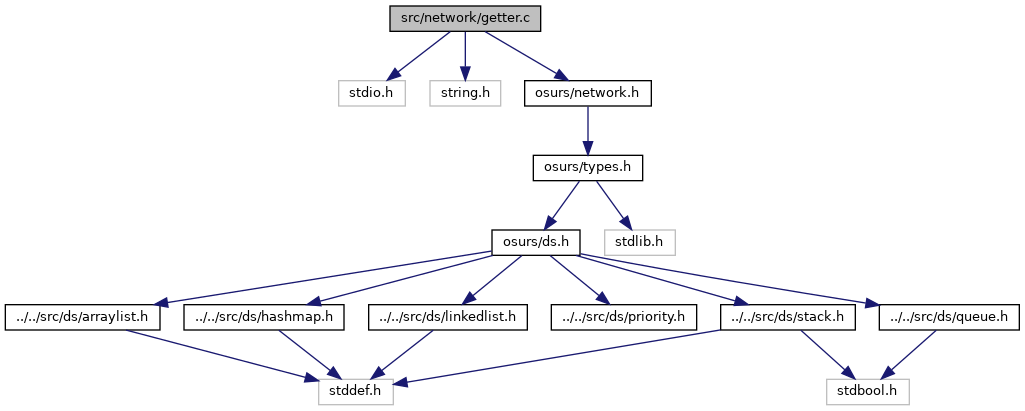 src/network/getter.c
stdio.h
string.h
osurs/network.h
osurs/types.h
osurs/ds.h
stdlib.h
../../src/ds/arraylist.h
../../src/ds/hashmap.h
../../src/ds/linkedlist.h
../../src/ds/priority.h
../../src/ds/stack.h
../../src/ds/queue.h
stddef.h
stdbool.h